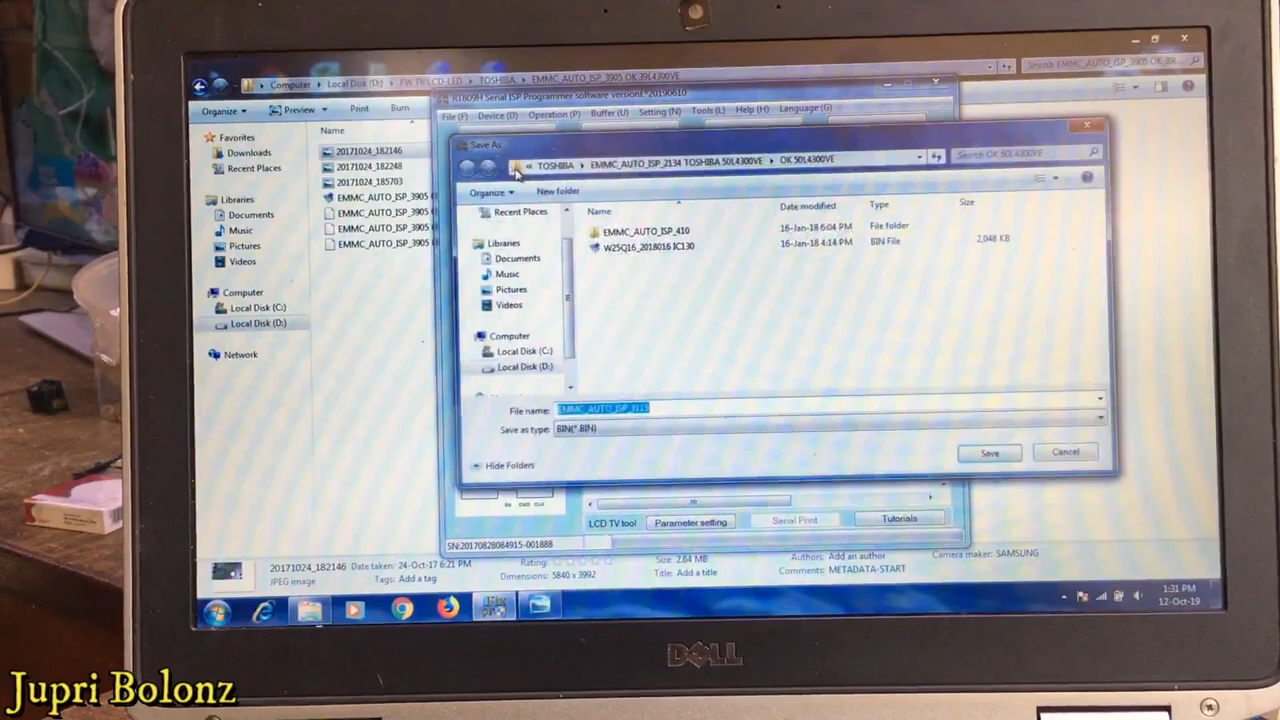 Computer ▸ Local Disk (D:) ▸ FW TV LCD-LED ▸ TOSHIBA ▸ EMMC_AUTO_ISP_3905 OK 39L4300VE
Search EMMC_AUTO_ISP_3905 OK 39...
Organize
Preview
Print
Burn
Favorites
Downloads
Recent Places
Libraries
Documents
Music
Pictures
Videos
Computer
Local Disk (C:)
Local Disk (D:)
Network
Name
20171024_182146
20171024_182248
20171024_185703
EMMC_AUTO_ISP_3905
EMMC_AUTO_ISP_3905
EMMC_AUTO_ISP_3905
EMMC_AUTO_ISP_3905
RT809H Serial ISP Programmer software version:*20190610
File (F) Device (D) Operation (P) Buffer (U) Setting (N) Tools (L) Help (H) Language (G)
Save As
« TOSHIBA ▸ EMMC_AUTO_ISP_2134 TOSHIBA 50L4300VE ▸ OK 50L4300VE
Search OK 50L4300VE
Organize
New folder
Recent Places
Libraries
Documents
Music
Pictures
Videos
Computer
Local Disk (C:)
Local Disk (D:)
Name Date modified Type Size
EMMC_AUTO_ISP_410 16-Jan-18 6:04 PM File folder
W25Q16_2018016 IC130 16-Jan-18 4:14 PM BIN File 2,048 KB
File name: EMMC_AUTO_ISP_3115
Save as type: BIN(*.BIN)
Hide Folders
Save
Cancel
LCD TV tool
Parameter setting
Serial Print
Tutorials
SN:20170828084915-001888
20171024_182146 Date taken: 24-Oct-17 6:21 PM
JPEG image
Tags: Add a tag
Rating:
Dimensions: 5840 x 3992
Size: 2.64 MB
Title: Add a title
Authors: Add an author
Comments: METADATA-START
Camera maker: SAMSUNG
1:31 PM
12-Oct-19
DELL
Jupri Bolonz